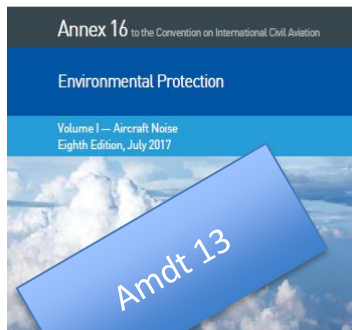 Annex 16 to the Convention on International Civil Aviation
Environmental Protection
Volume I — Aircraft Noise
Eighth Edition, July 2017
Amdt 13